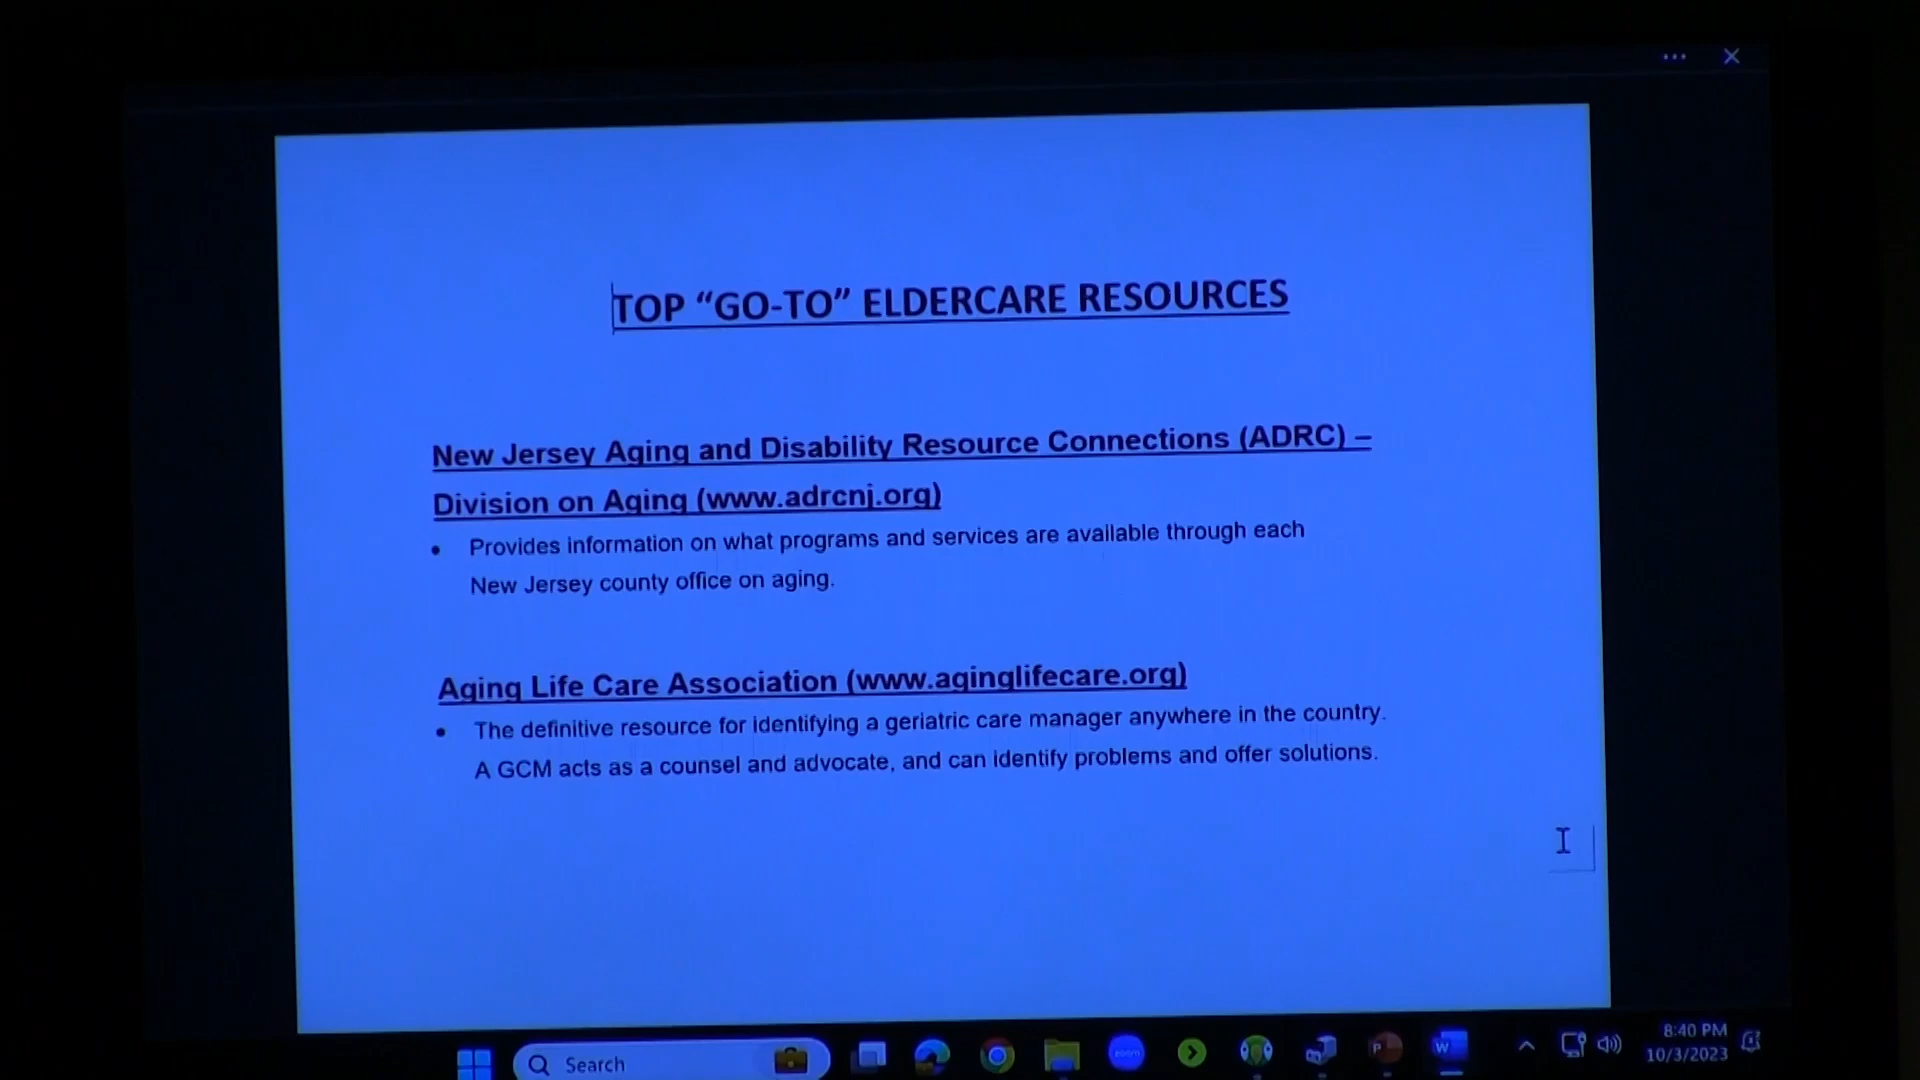 TOP “GO-TO” ELDERCARE RESOURCES
New Jersey Aging and Disability Resource Connections (ADRC) –
Division on Aging (www.adrcnj.org)
• Provides information on what programs and services are available through each
New Jersey county office on aging.
Aging Life Care Association (www.aginglifecare.org)
• The definitive resource for identifying a geriatric care manager anywhere in the country.
A GCM acts as a counsel and advocate, and can identify problems and offer solutions.
Search
zoom
P
W
8:40 PM
10/3/2023